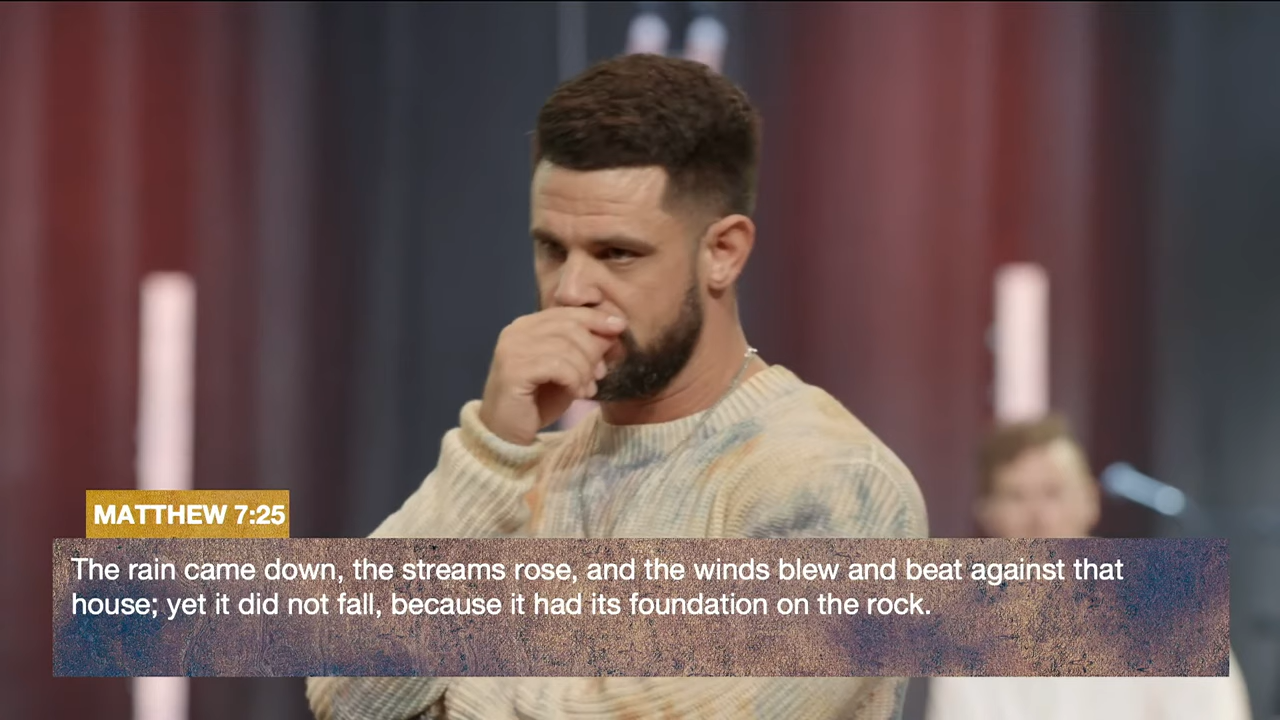 MATTHEW 7:25
The rain came down, the streams rose, and the winds blew and beat against that
house; yet it did not fall, because it had its foundation on the rock.